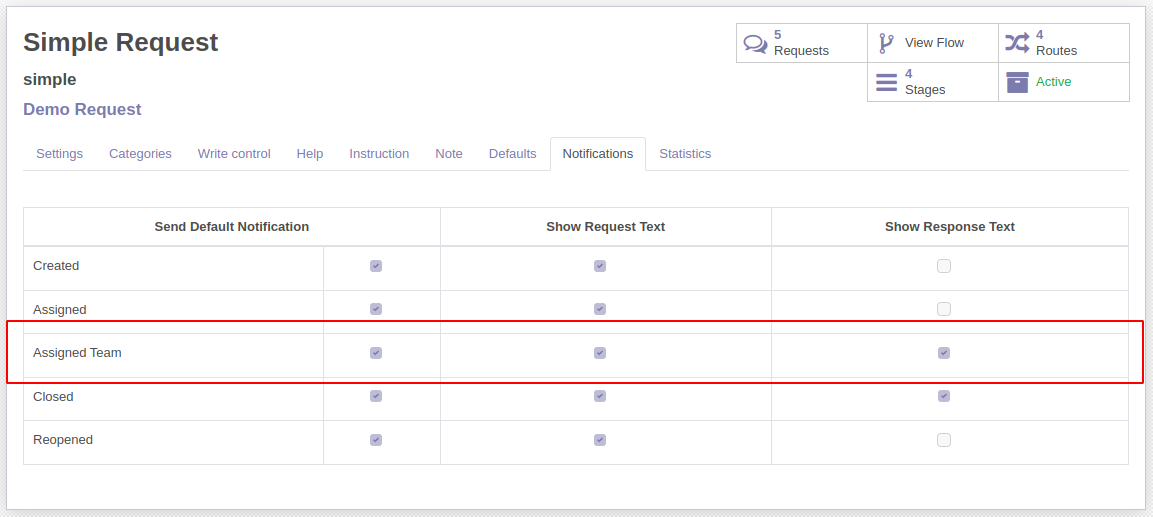 Simple Request
simple
Demo Request
5
Requests
View Flow
4
Routes
4
Stages
Active
Settings Categories Write control Help Instruction Note Defaults Notifications Statistics
Send Default Notification Show Request Text Show Response Text
Created
Assigned
Assigned Team
Closed
Reopened